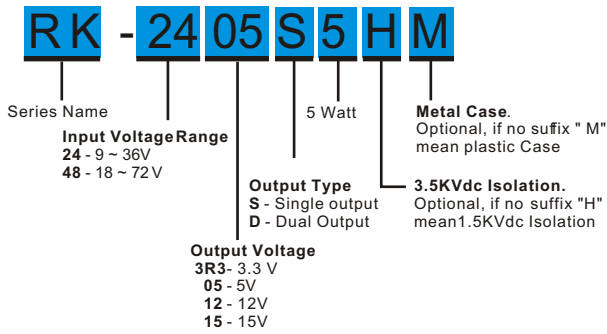 RK - 24 05 S 5 H M
Series Name
Input Voltage Range
24 - 9 ~ 36V
48 - 18 ~ 72 V
Output Voltage
3R3- 3.3 V
05 - 5V
12 - 12V
15 - 15V
Output Type
S - Single output
D - Dual Output
5 Watt
3.5KVdc Isolation.
Optional, if no suffix "H"
mean1.5KVdc Isolation
Metal Case.
Optional, if no suffix " M"
mean plastic Case